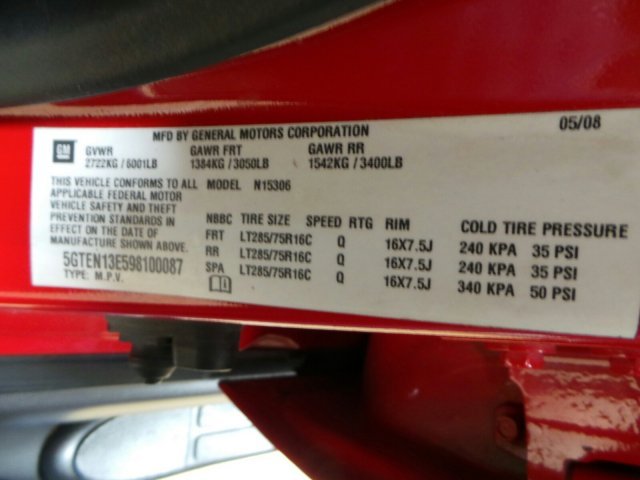 MFD BY GENERAL MOTORS CORPORATION 05/08
GM GVWR GAWR FRT GAWR RR
2722KG / 6001LB 1384KG / 3050LB 1542KG / 3400LB
THIS VEHICLE CONFORMS TO ALL MODEL N15306
APPLICABLE FEDERAL MOTOR
VEHICLE SAFETY AND THEFT
PREVENTION STANDARDS IN
EFFECT ON THE DATE OF
MANUFACTURE SHOWN ABOVE.
5GTEN13E598100087
TYPE: M.P.V.
NBBC TIRE SIZE SPEED RTG RIM COLD TIRE PRESSURE
FRT LT285/75R16C Q 16X7.5J 240 KPA 35 PSI
RR LT285/75R16C Q 16X7.5J 240 KPA 35 PSI
SPA LT285/75R16C Q 16X7.5J 340 KPA 50 PSI